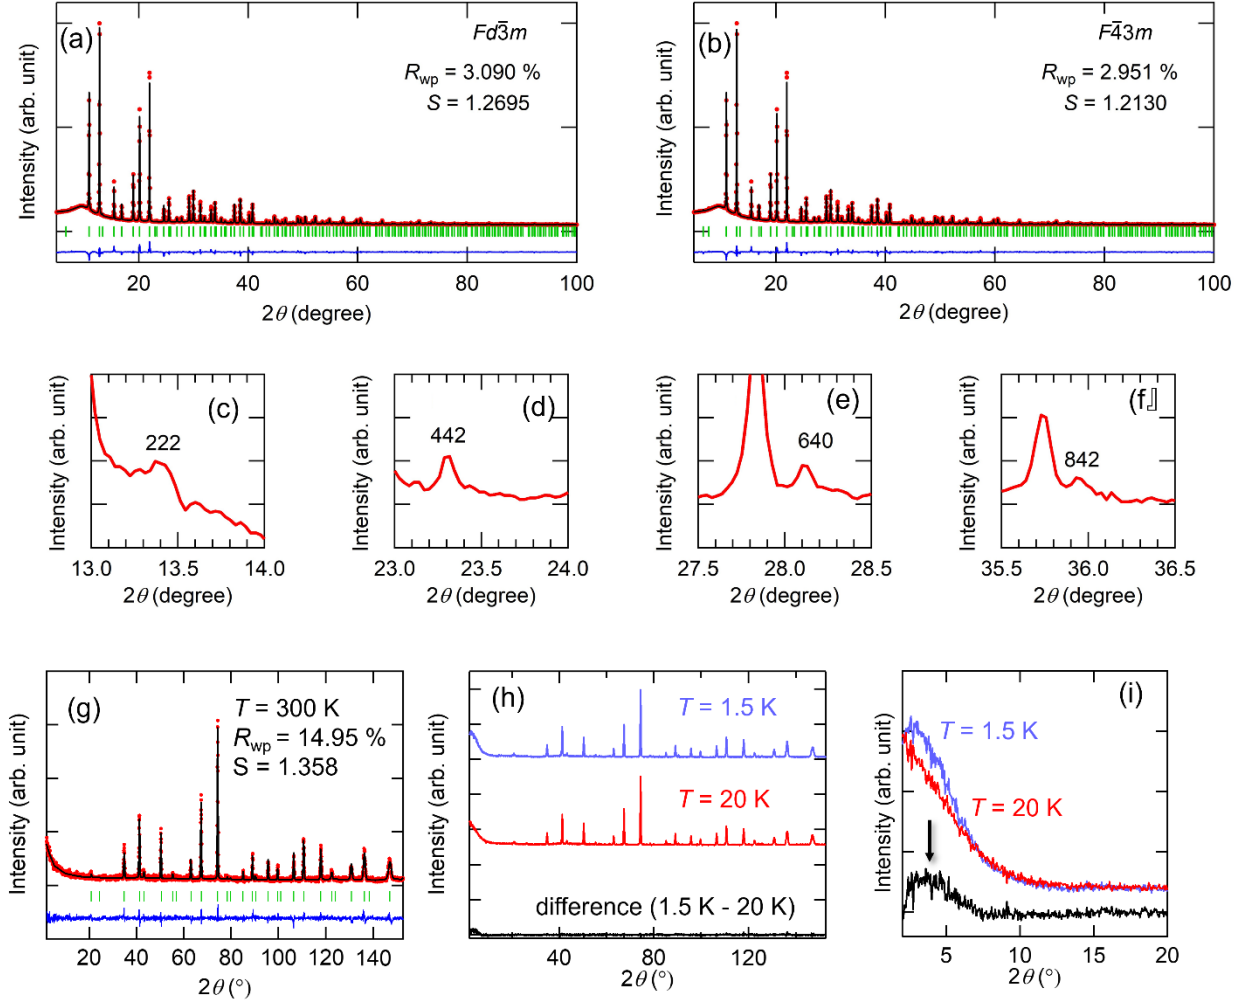 (a)
Fd3̅m
Rwp = 3.090 %
S = 1.2695
Intensity (arb. unit)
20 40 60 80 100
2θ (degree)
(b)
F4̅3m
Rwp = 2.951 %
S = 1.2130
Intensity (arb. unit)
20 40 60 80 100
2θ (degree)
(c)
222
Intensity (arb. unit)
13.0 13.5 14.0
2θ (degree)
(d)
442
Intensity (arb. unit)
23.0 23.5 24.0
2θ (degree)
(e)
640
Intensity (arb. unit)
27.5 28.0 28.5
2θ (degree)
(f』
842
Intensity (arb. unit)
35.5 36.0 36.5
2θ (degree)
(g)
T = 300 K
Rwp = 14.95 %
S = 1.358
Intensity (arb. unit)
20 40 60 80 100 120 140
2θ (°)
(h)
T = 1.5 K
T = 20 K
difference (1.5 K - 20 K)
Intensity (arb. unit)
40 80 120
2θ (°)
(i)
T = 1.5 K
T = 20 K
Intensity (arb. unit)
5 10 15 20
2θ (°)